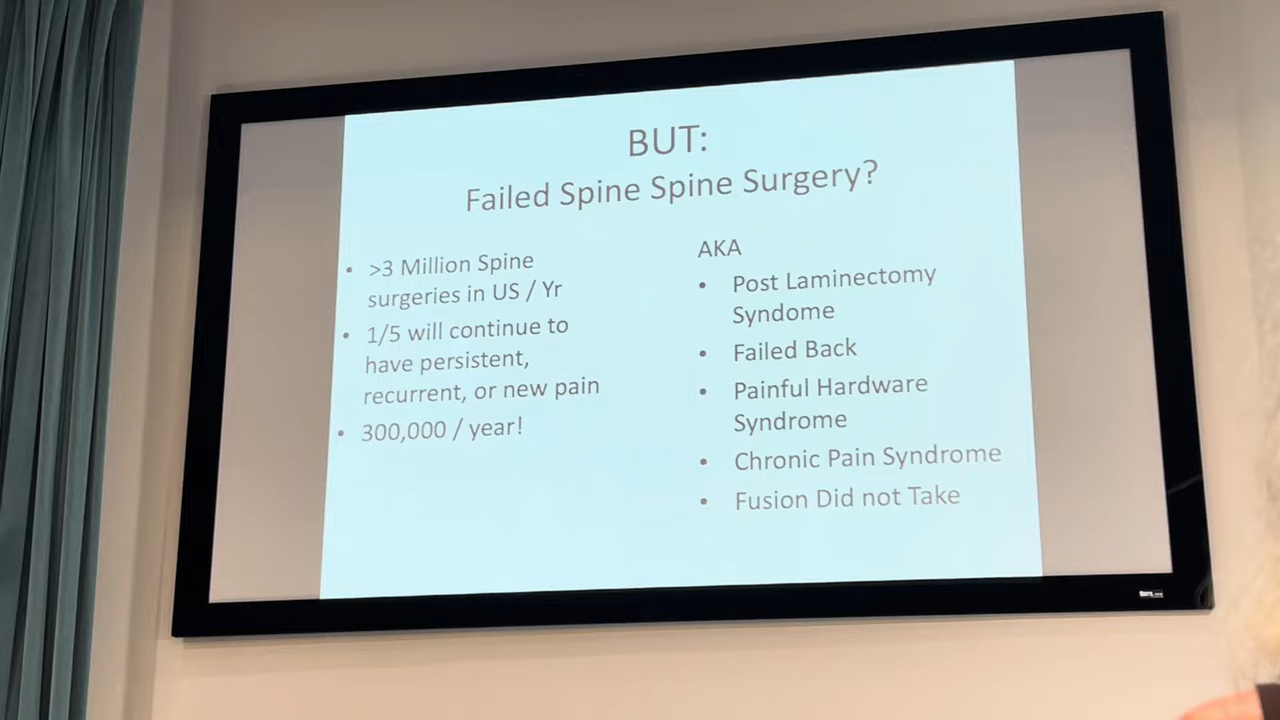 BUT:
Failed Spine Spine Surgery?
• >3 Million Spine
surgeries in US / Yr
• 1/5 will continue to
have persistent,
recurrent, or new pain
• 300,000 / year!
AKA
• Post Laminectomy
Syndome
• Failed Back
• Painful Hardware
Syndrome
• Chronic Pain Syndrome
• Fusion Did not Take